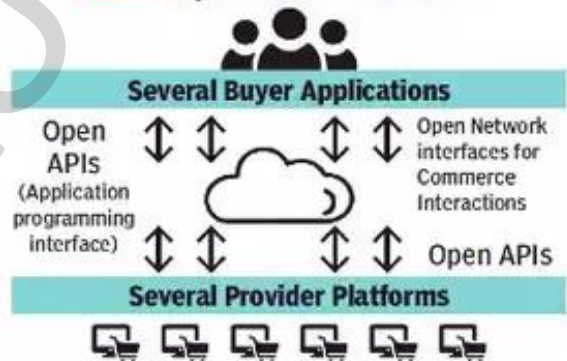 Several Buyer Applications
Open
APIs
(Application
programming
interface)
Open Network
interfaces for
Commerce
Interactions
Open APIs
Several Provider Platforms